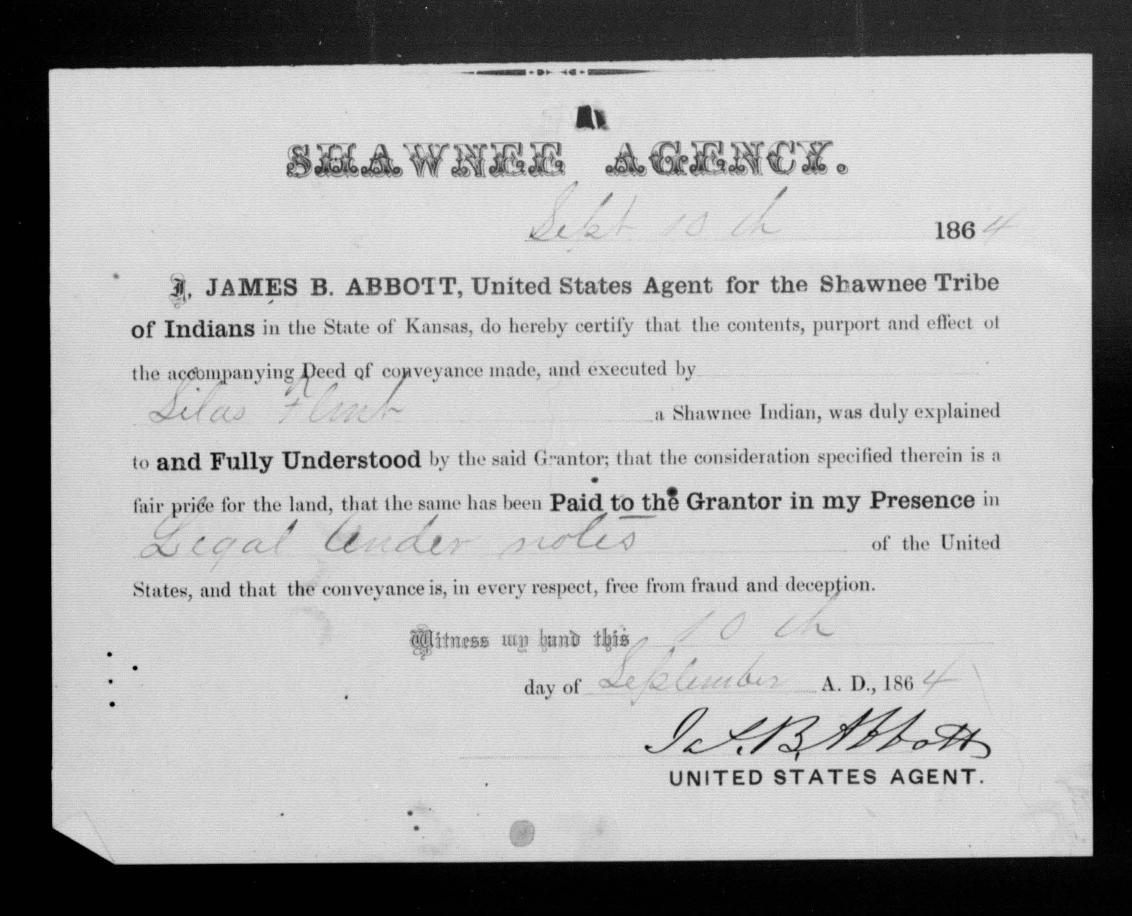 SHAWNEE AGENCY.
Sept 10th 1864
I, JAMES B. ABBOTT, United States Agent for the Shawnee Tribe
of Indians in the State of Kansas, do hereby certify that the contents, purport and effect of
the accompanying Deed of conveyance made, and executed by
Silas Flint a Shawnee Indian, was duly explained
to and Fully Understood by the said Grantor; that the consideration specified therein is a
fair price for the land, that the same has been Paid to the Grantor in my Presence in
Legal tender notes of the United
States, and that the conveyance is, in every respect, free from fraud and deception.
Witness my hand this 10th
day of September A. D., 1864
Jas. B. Abbott
UNITED STATES AGENT.